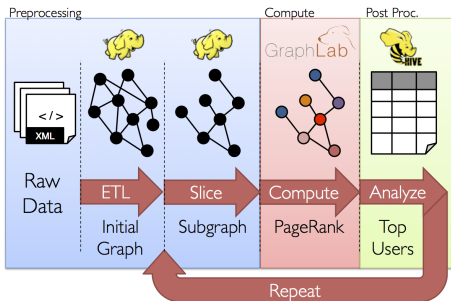 Preprocessing
Compute
Post Proc.
GraphLab
HIVE
</>
XML
Raw
Data
ETL
Slice
Compute
Analyze
Initial
Graph
Subgraph
PageRank
Top
Users
Repeat